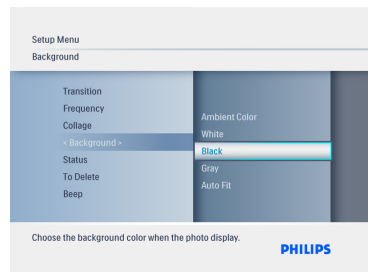 Setup Menu
Background
Transition
Frequency
Collage
< Background >
Status
To Delete
Beep
Ambient Color
White
Black
Gray
Auto Fit
Choose the background color when the photo display.
PHILIPS